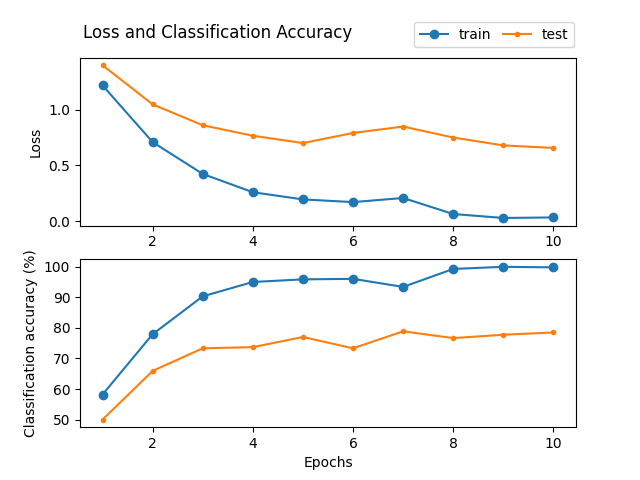 Loss and Classification Accuracy
train test
Loss
1.0
0.5
0.0
2 4 6 8 10
Classification accuracy (%)
100
90
80
70
60
50
2 4 6 8 10
Epochs